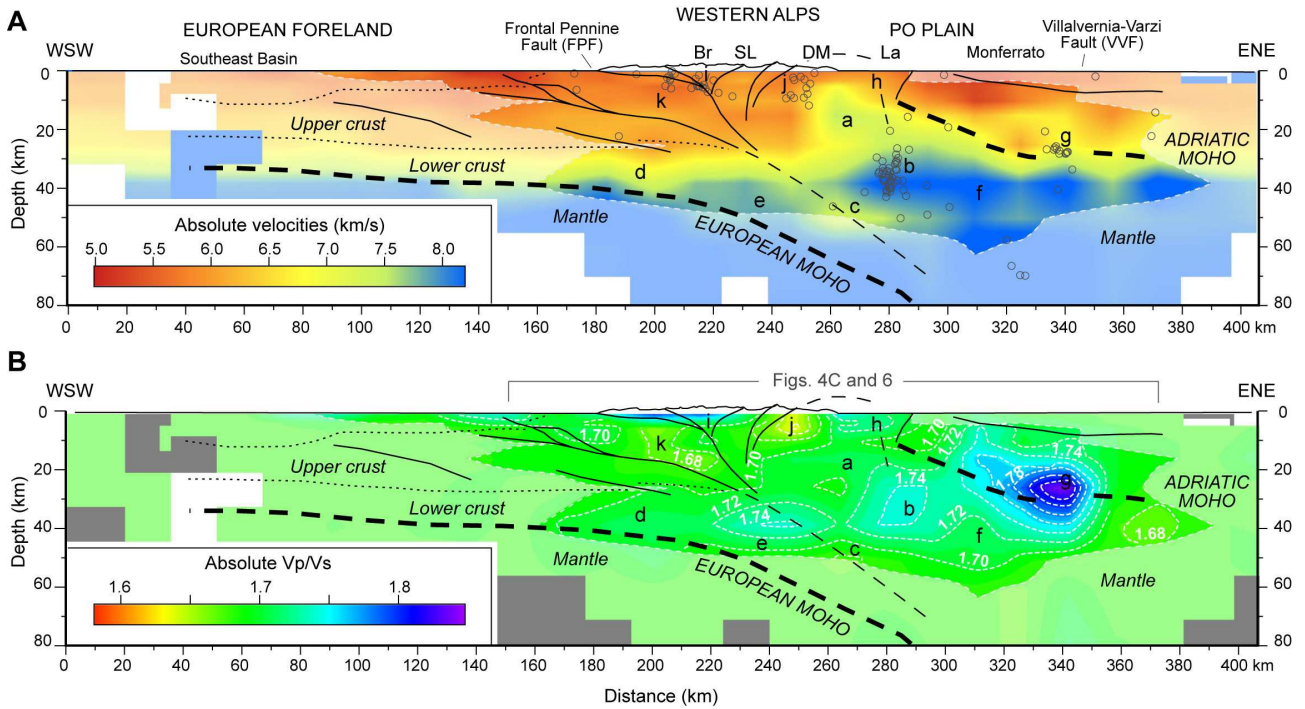 A
WSW
EUROPEAN FORELAND
Southeast Basin
Frontal Pennine
Fault (FPF)
WESTERN ALPS
Br SL DM La
PO PLAIN
Monferrato
Villalvernia-Varzi
Fault (VVF)
ENE
Depth (km)
0
20
40
60
80
Upper crust
Lower crust
Mantle
EUROPEAN MOHO
Mantle
ADRIATIC
MOHO
a
b
c
d
e
f
g
h
i
j
k
Absolute velocities (km/s)
5.0 5.5 6.0 6.5 7.0 7.5 8.0
0
20
40
60
80
0 20 40 60 80 100 120 140 160 180 200 220 240 260 280 300 320 340 360 380 400 km
B
WSW
Figs. 4C and 6
ENE
Depth (km)
0
20
40
60
80
Upper crust
Lower crust
Mantle
EUROPEAN MOHO
Mantle
ADRIATIC
MOHO
a
b
c
d
e
f
g
h
i
j
k
1.70
1.68
1.70
1.72
1.74
1.74
1.72
1.70
1.70
1.72
1.78
1.74
1.68
Absolute Vp/Vs
1.6 1.7 1.8
0
20
40
60
80
0 20 40 60 80 100 120 140 160 180 200 220 240 260 280 300 320 340 360 380 400 km
Distance (km)